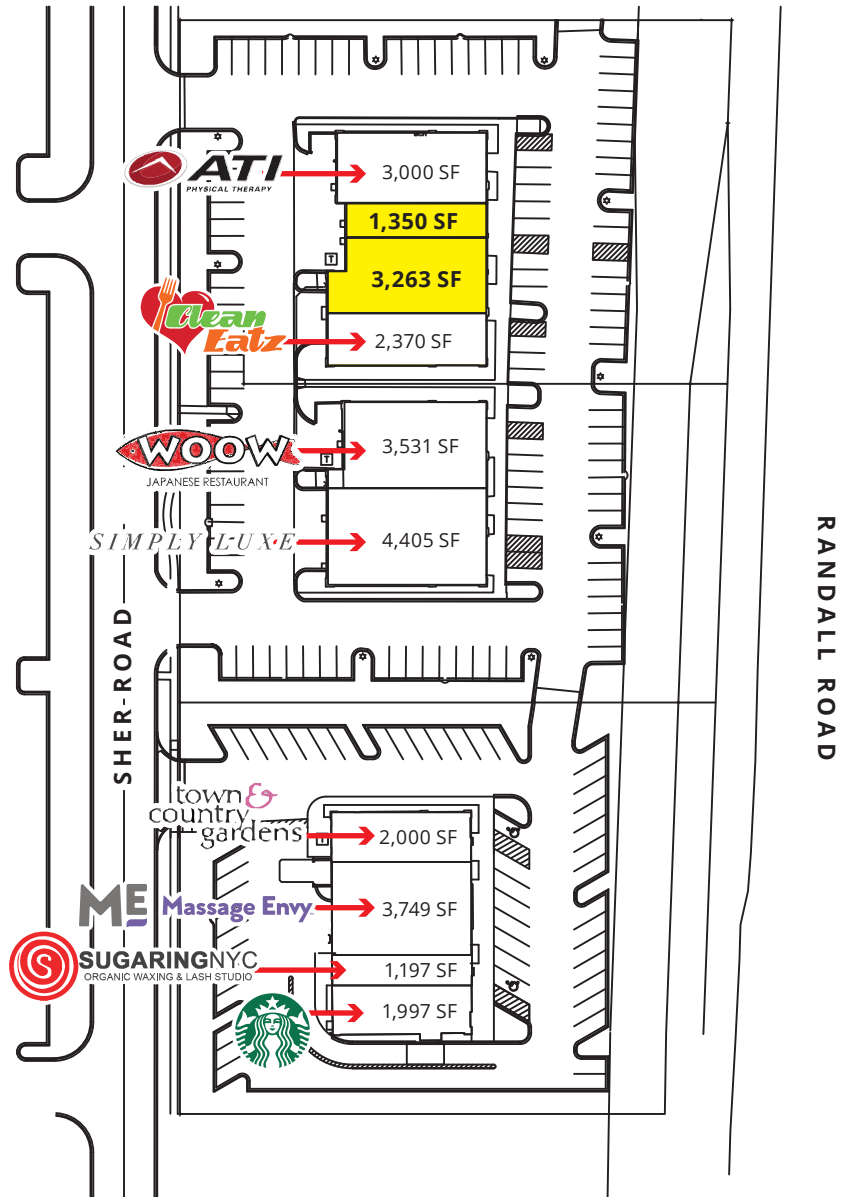 ATI
PHYSICAL THERAPY
3,000 SF
1,350 SF
T
3,263 SF
Clean
Eatz
2,370 SF
WOOW
JAPANESE RESTAURANT
3,531 SF
T
SIMPLY LUXE
4,405 SF
RANDALL ROAD
SHER-ROAD
town &
country
gardens
2,000 SF
ME Massage Envy
3,749 SF
S SUGARINGNYC
ORGANIC WAXING & LASH STUDIO
1,197 SF
1,997 SF